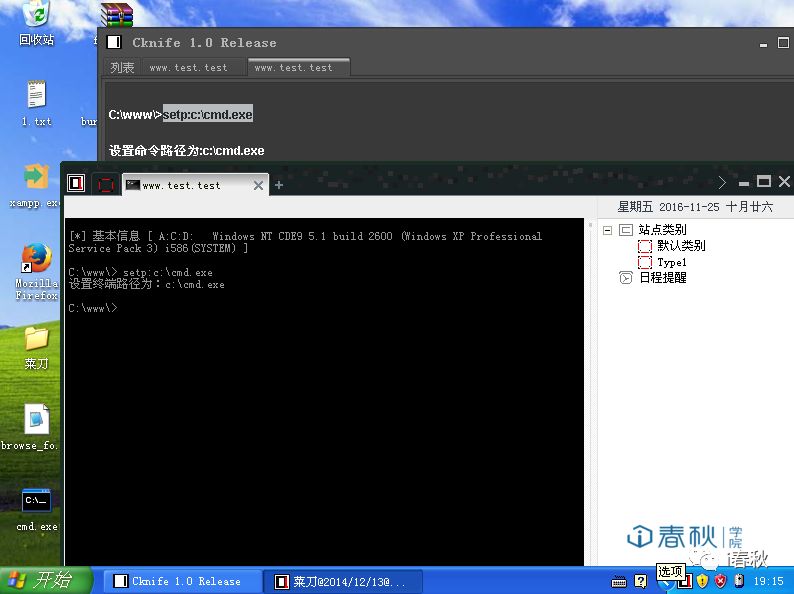 回收站
Cknife 1.0 Release
列表 www.test.test www.test.test
1.txt
C:\www\>setp:c:\cmd.exe
设置命令路径为:c:\cmd.exe
www.test.test
xampp.ex
星期五 2016-11-25 十月廿六
[*] 基本信息 [ A:C:D: Windows NT CDE9 5.1 build 2600 (Windows XP Professional
Service Pack 3) i586(SYSTEM) ]
站点类别
默认类别
Type1
日程提醒
C:\www\> setp:c:\cmd.exe
设置终端路径为：c:\cmd.exe
C:\www\>
Mozilla
Firefox
菜刀
browse_fo.
cmd.exe
春秋 学院
i春秋
选项
开始
Cknife 1.0 Release
菜刀@2014/12/13@...
19:15